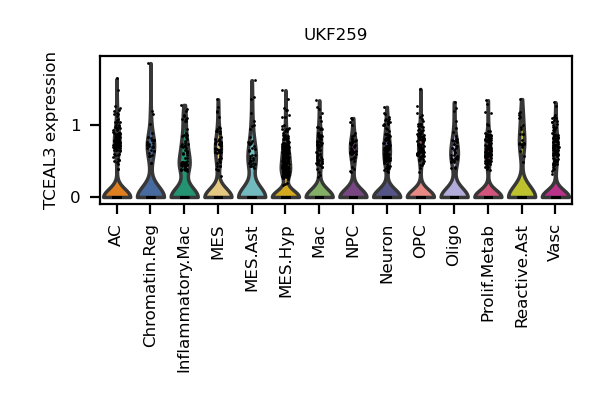 UKF259
TCEAL3 expression
1
0
AC
Chromatin.Reg
Inflammatory.Mac
MES
MES.Ast
MES.Hyp
Mac
NPC
Neuron
OPC
Oligo
Prolif.Metab
Reactive.Ast
Vasc